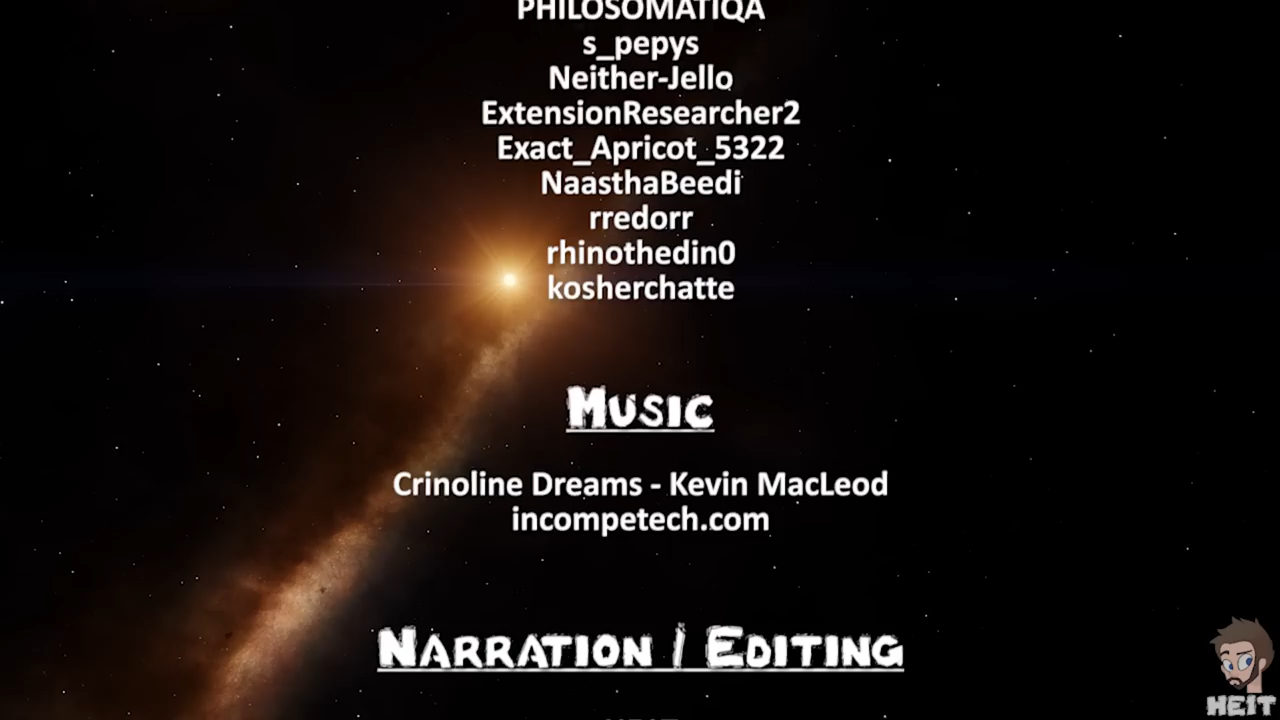 PHILOSOMATIQA
s_pepys
Neither-Jello
ExtensionResearcher2
Exact_Apricot_5322
NaasthaBeedi
rredorr
rhinothedin0
kosherchatte
Music
Crinoline Dreams - Kevin MacLeod
incompetech.com
Narration | Editing
HEIT